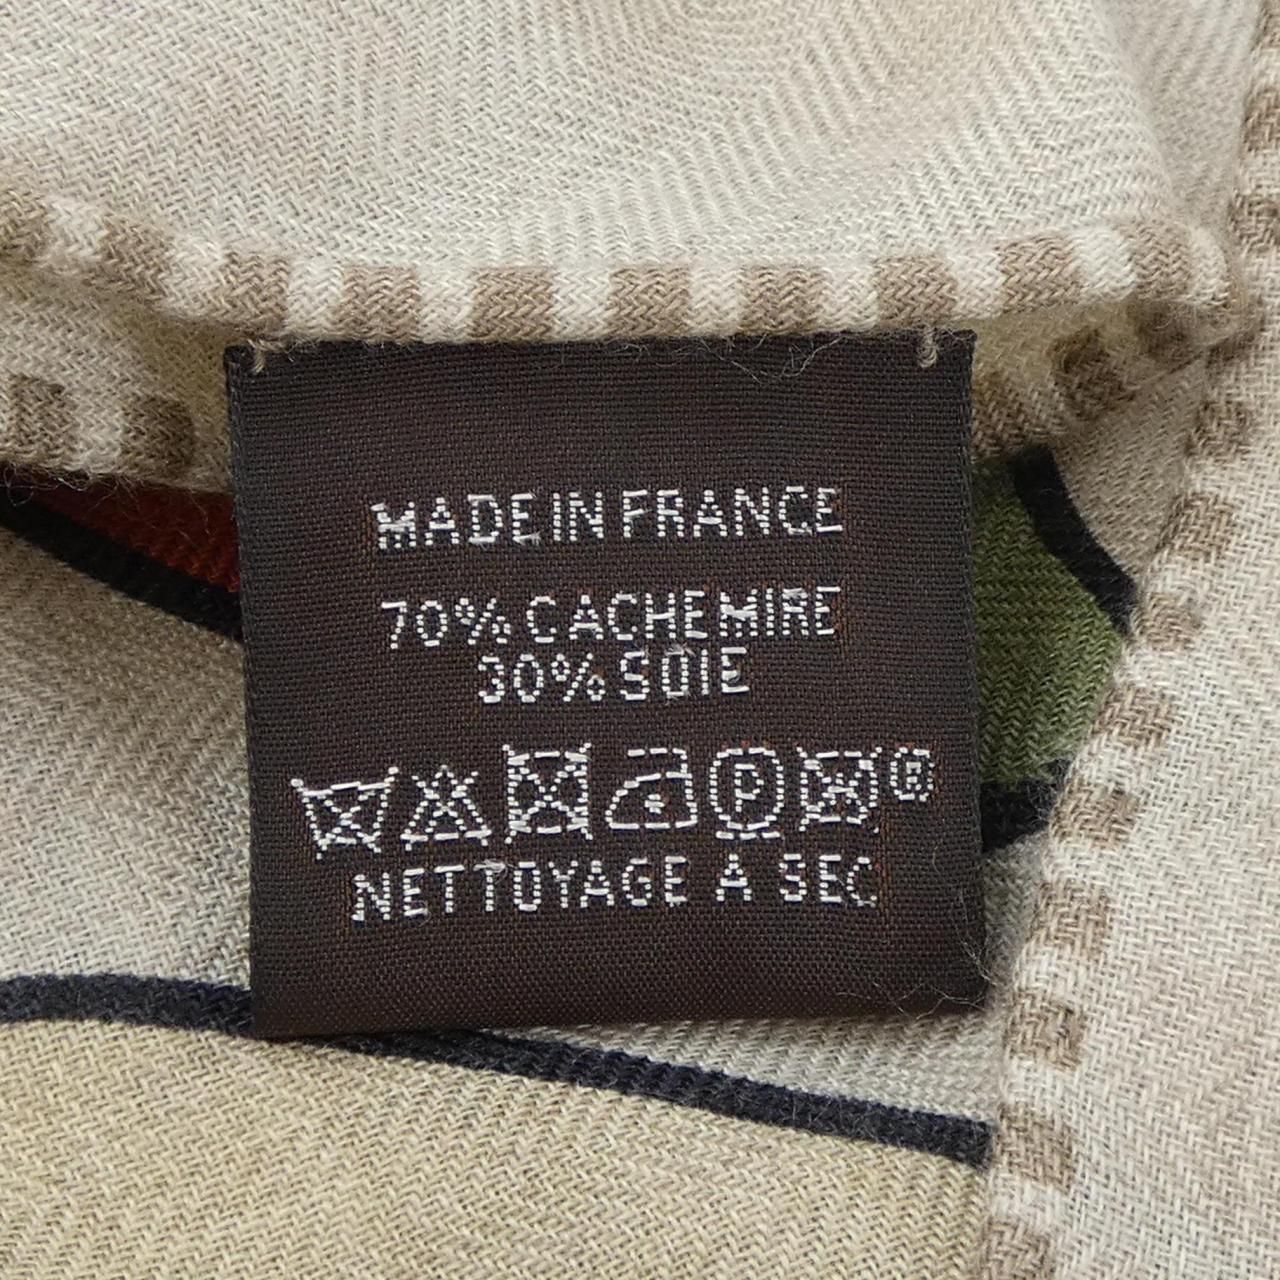 MADE IN FRANCE
70% CACHEMIRE
30% SOIE
P ®
NETTOYAGE A SEC